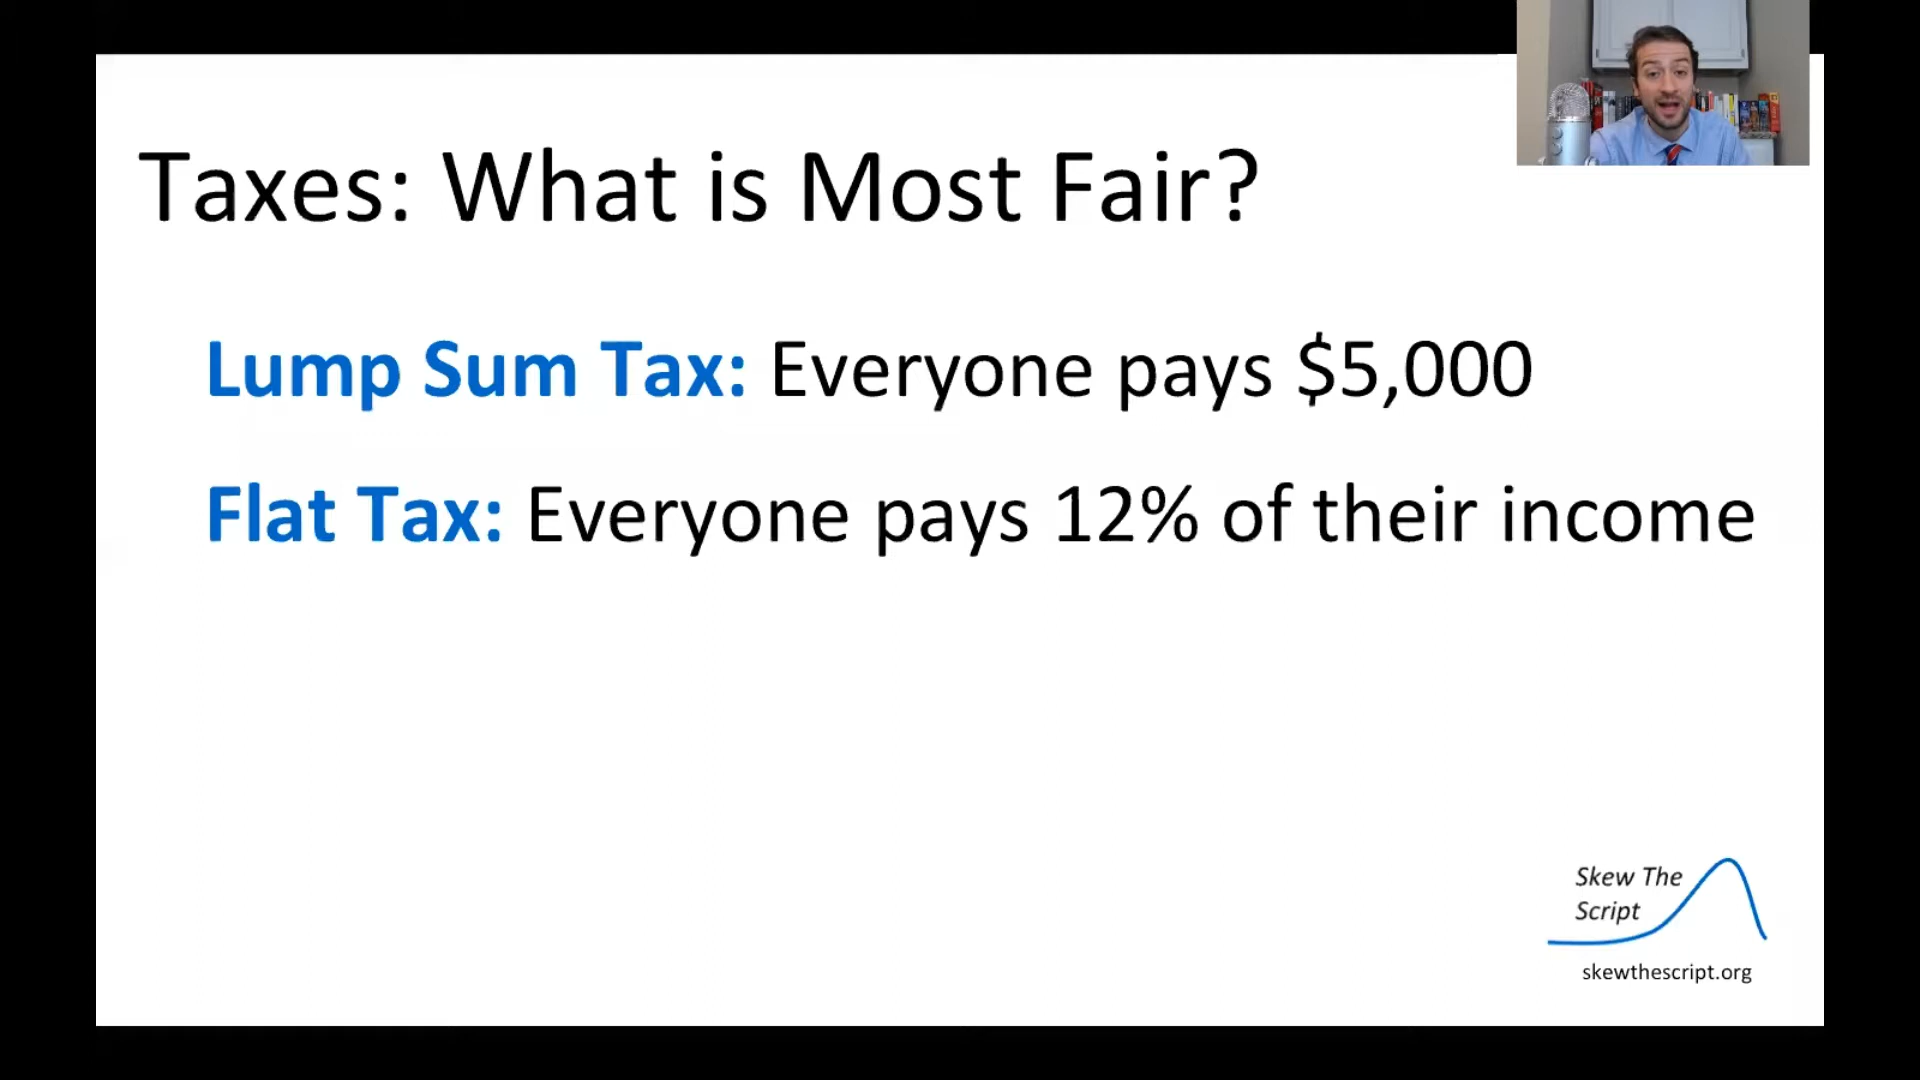 Taxes: What is Most Fair?
Lump Sum Tax: Everyone pays $5,000
Flat Tax: Everyone pays 12% of their income
Skew The
Script
skewthescript.org